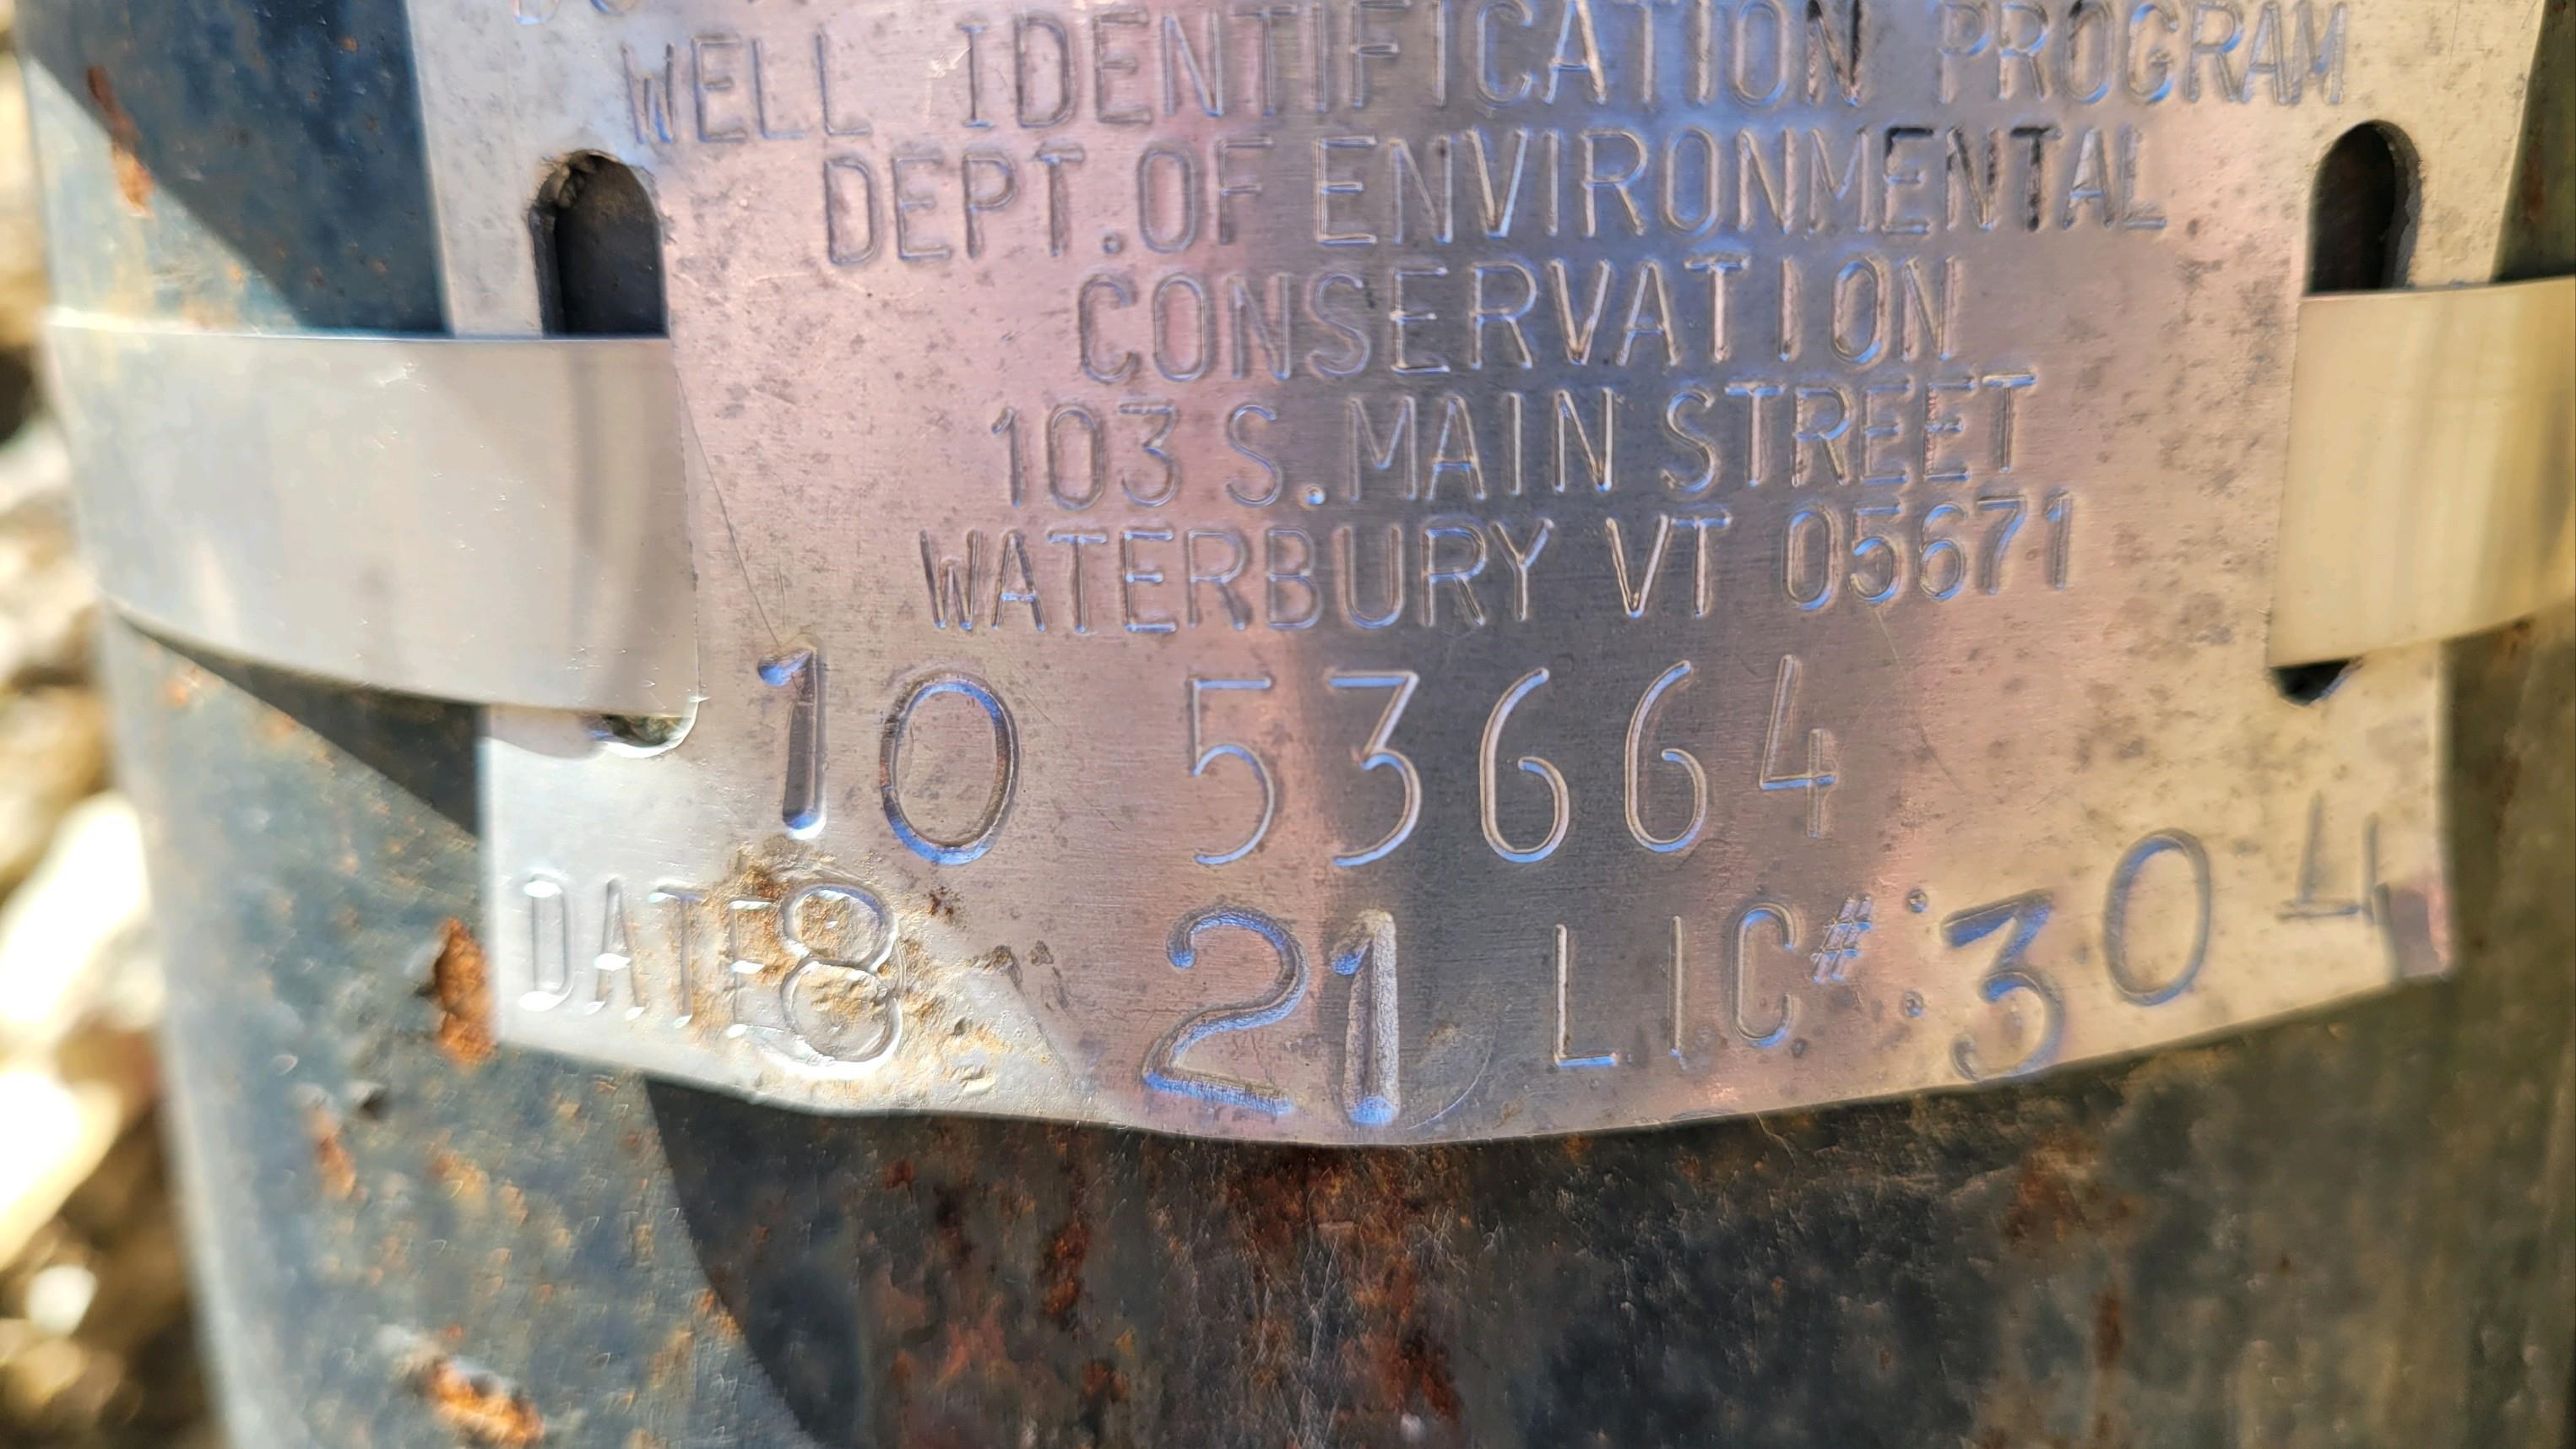 WELL IDENTIFICATION PROGRAM
DEPT. OF ENVIRONMENTAL
CONSERVATION
103 S. MAIN STREET
WATERBURY VT 05671
10 53664
DATE 8 21 LIC#: 304